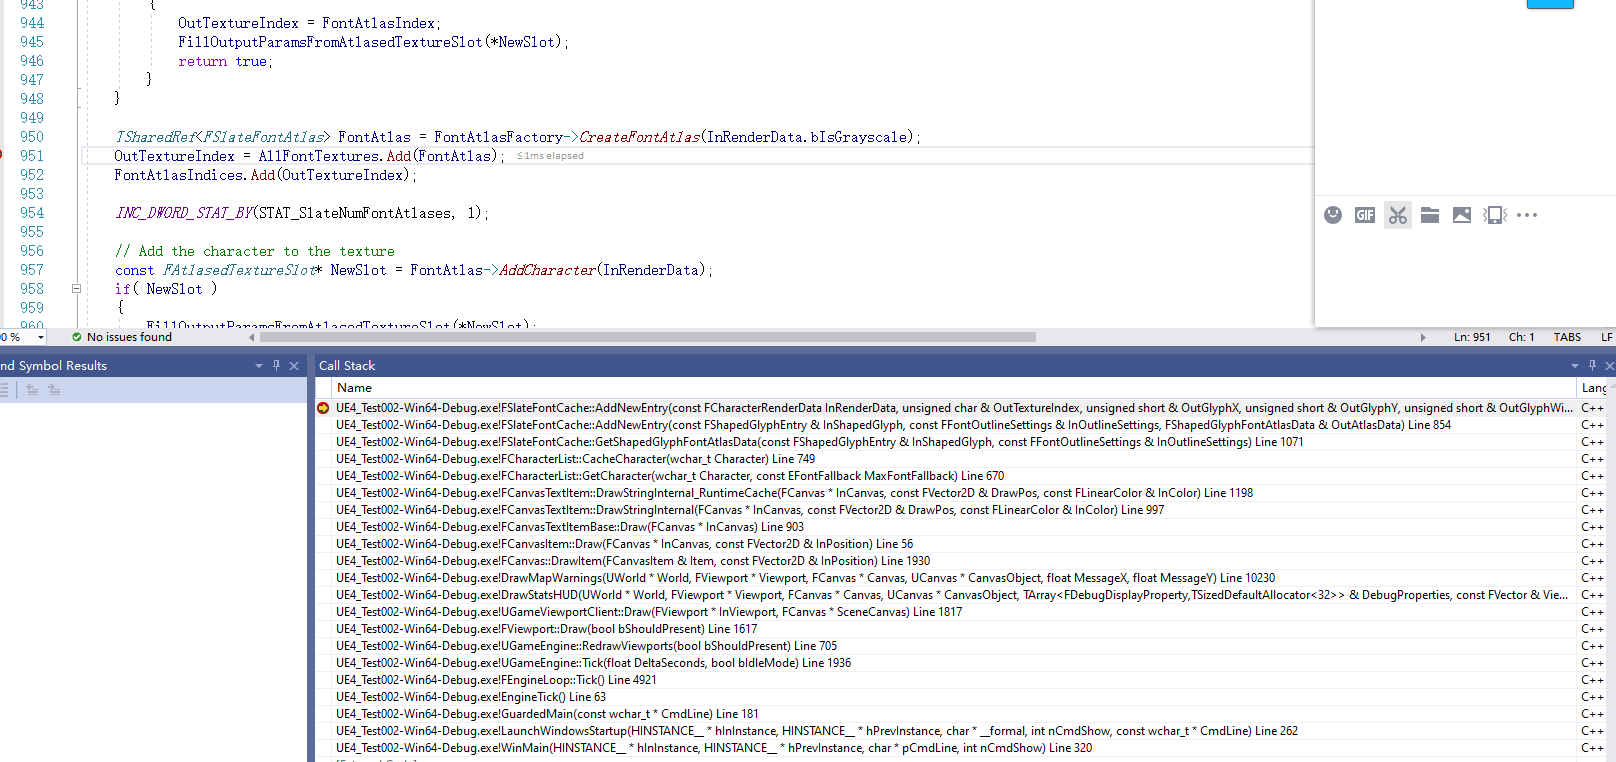 943 {
944 OutTextureIndex = FontAtlasIndex;
945 FillOutputParamsFromAtlasedTextureSlot(*NewSlot);
946 return true;
947 }
948 }
949
950 TSharedRef<FSlateFontAtlas> FontAtlas = FontAtlasFactory->CreateFontAtlas(InRenderData.bIsGrayscale);
951 OutTextureIndex = AllFontTextures.Add(FontAtlas); ≤1ms elapsed
952 FontAtlasIndices.Add(OutTextureIndex);
953
954 INC_DWORD_STAT_BY(STAT_SlateNumFontAtlases, 1);
955
956 // Add the character to the texture
957 const FAtlasedTextureSlot* NewSlot = FontAtlas->AddCharacter(InRenderData);
958 if( NewSlot )
959 {
960 FillOutputParamsFromAtlasedTextureSlot(*NewSlot);
GIF
0 % No issues found Ln: 951 Ch: 1 TABS LF
nd Symbol Results
Call Stack
Name Lang
UE4_Test002-Win64-Debug.exe!FSlateFontCache::AddNewEntry(const FCharacterRenderData InRenderData, unsigned char & OutTextureIndex, unsigned short & OutGlyphX, unsigned short & OutGlyphY, unsigned short & OutGlyphWi... C++
UE4_Test002-Win64-Debug.exe!FSlateFontCache::AddNewEntry(const FShapedGlyphEntry & InShapedGlyph, const FFontOutlineSettings & InOutlineSettings, FShapedGlyphFontAtlasData & OutAtlasData) Line 854 C++
UE4_Test002-Win64-Debug.exe!FSlateFontCache::GetShapedGlyphFontAtlasData(const FShapedGlyphEntry & InShapedGlyph, const FFontOutlineSettings & InOutlineSettings) Line 1071 C++
UE4_Test002-Win64-Debug.exe!FCharacterList::CacheCharacter(wchar_t Character) Line 749 C++
UE4_Test002-Win64-Debug.exe!FCharacterList::GetCharacter(wchar_t Character, const EFontFallback MaxFontFallback) Line 670 C++
UE4_Test002-Win64-Debug.exe!FCanvasTextItem::DrawStringInternal_RuntimeCache(FCanvas * InCanvas, const FVector2D & DrawPos, const FLinearColor & InColor) Line 1198 C++
UE4_Test002-Win64-Debug.exe!FCanvasTextItem::DrawStringInternal(FCanvas * InCanvas, const FVector2D & DrawPos, const FLinearColor & InColor) Line 997 C++
UE4_Test002-Win64-Debug.exe!FCanvasTextItemBase::Draw(FCanvas * InCanvas) Line 903 C++
UE4_Test002-Win64-Debug.exe!FCanvasItem::Draw(FCanvas * InCanvas, const FVector2D & InPosition) Line 56 C++
UE4_Test002-Win64-Debug.exe!FCanvas::DrawItem(FCanvasItem & Item, const FVector2D & InPosition) Line 1930 C++
UE4_Test002-Win64-Debug.exe!DrawMapWarnings(UWorld * World, FViewport * Viewport, FCanvas * Canvas, UCanvas * CanvasObject, float MessageX, float MessageY) Line 10230 C++
UE4_Test002-Win64-Debug.exe!DrawStatsHUD(UWorld * World, FViewport * Viewport, FCanvas * Canvas, UCanvas * CanvasObject, TArray<FDebugDisplayProperty,TSizedDefaultAllocator<32>> & DebugProperties, const FVector & Vie... C++
UE4_Test002-Win64-Debug.exe!UGameViewportClient::Draw(FViewport * InViewport, FCanvas * SceneCanvas) Line 1817 C++
UE4_Test002-Win64-Debug.exe!FViewport::Draw(bool bShouldPresent) Line 1617 C++
UE4_Test002-Win64-Debug.exe!UGameEngine::RedrawViewports(bool bShouldPresent) Line 705 C++
UE4_Test002-Win64-Debug.exe!UGameEngine::Tick(float DeltaSeconds, bool bIdleMode) Line 1936 C++
UE4_Test002-Win64-Debug.exe!FEngineLoop::Tick() Line 4921 C++
UE4_Test002-Win64-Debug.exe!EngineTick() Line 63 C++
UE4_Test002-Win64-Debug.exe!GuardedMain(const wchar_t * CmdLine) Line 181 C++
UE4_Test002-Win64-Debug.exe!LaunchWindowsStartup(HINSTANCE__ * hInInstance, HINSTANCE__ * hPrevInstance, char * __formal, int nCmdShow, const wchar_t * CmdLine) Line 262 C++
UE4_Test002-Win64-Debug.exe!WinMain(HINSTANCE__ * hInInstance, HINSTANCE__ * hPrevInstance, char * pCmdLine, int nCmdShow) Line 320 C++